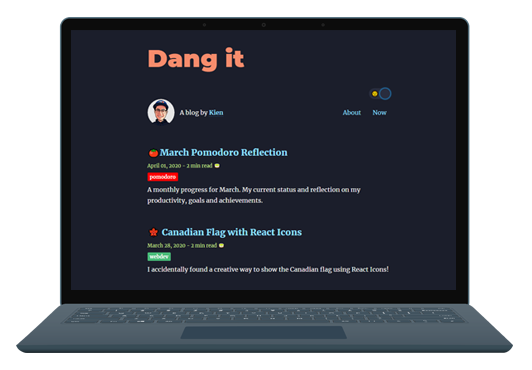 Dang it
A blog by Kien
About Now
March Pomodoro Reflection
April 01, 2020 - 2 min read
pomodoro
A monthly progress for March. My current status and reflection on my
productivity, goals and achievements.
Canadian Flag with React Icons
March 28, 2020 - 2 min read
webdev
I accidentally found a creative way to show the Canadian flag using React Icons!